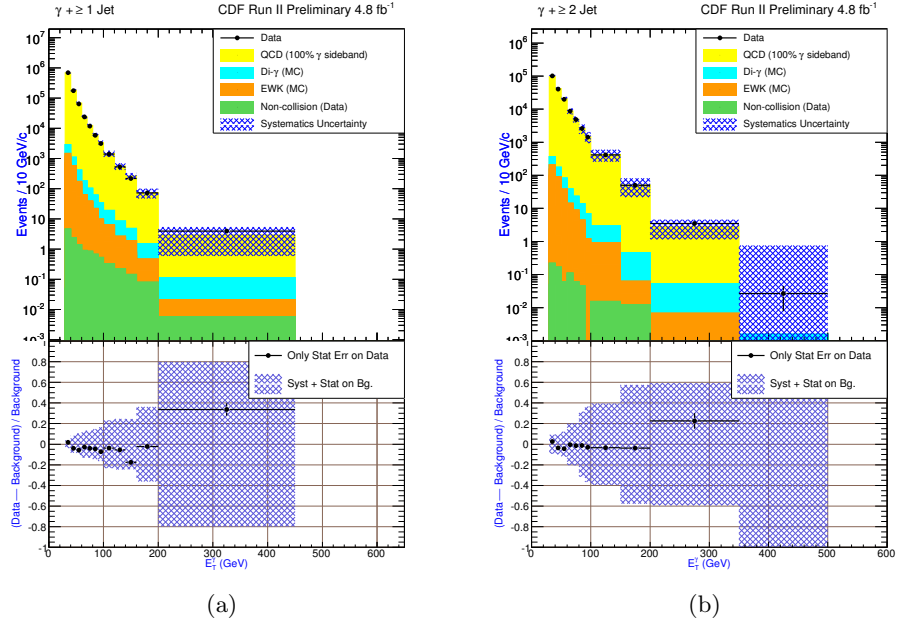 γ + ≥ 1 Jet
CDF Run II Preliminary 4.8 fb⁻¹
Events / 10 GeV/c
10⁷
10⁶
10⁵
10⁴
10³
10²
10
1
10⁻¹
10⁻²
10⁻³
Data
QCD (100% γ sideband)
Di-γ (MC)
EWK (MC)
Non-collision (Data)
Systematics Uncertainty
(Data — Background) / Background
0.8
0.6
0.4
0.2
0
-0.2
-0.4
-0.6
-0.8
-1
Only Stat Err on Data
Syst + Stat on Bg.
0 100 200 300 400 500 600
E_T^γ (GeV)
(a)
γ + ≥ 2 Jet
CDF Run II Preliminary 4.8 fb⁻¹
Events / 10 GeV/c
10⁶
10⁵
10⁴
10³
10²
10
1
10⁻¹
10⁻²
10⁻³
Data
QCD (100% γ sideband)
Di-γ (MC)
EWK (MC)
Non-collision (Data)
Systematics Uncertainty
(Data — Background) / Background
0.8
0.6
0.4
0.2
0
-0.2
-0.4
-0.6
-0.8
-1
Only Stat Err on Data
Syst + Stat on Bg.
0 100 200 300 400 500 600
E_T^γ (GeV)
(b)